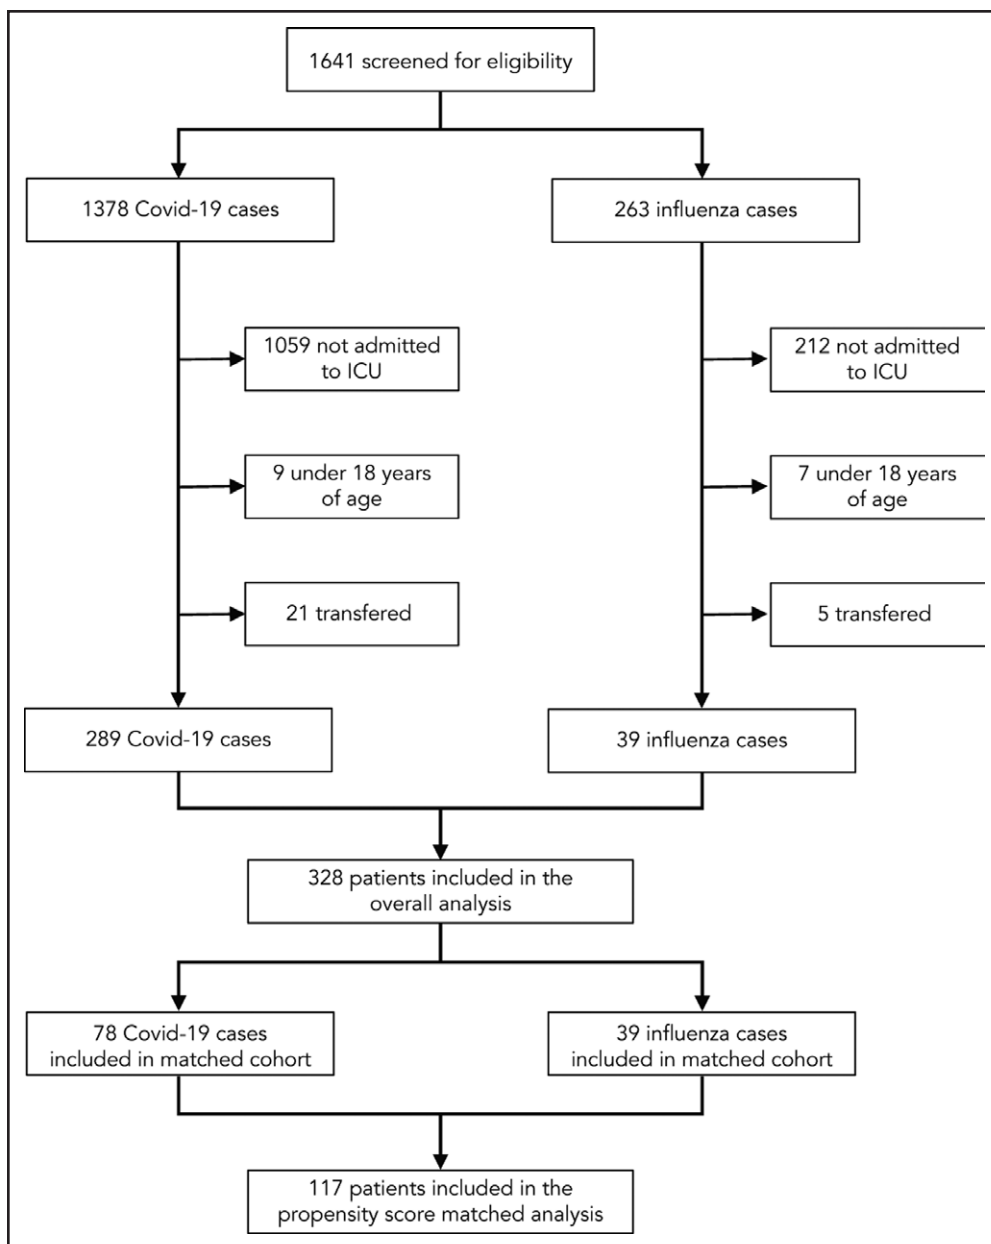 1641 screened for eligibility
1378 Covid-19 cases
263 influenza cases
1059 not admitted
to ICU
212 not admitted
to ICU
9 under 18 years
of age
7 under 18 years
of age
21 transfered
5 transfered
289 Covid-19 cases
39 influenza cases
328 patients included in the
overall analysis
78 Covid-19 cases
included in matched cohort
39 influenza cases
included in matched cohort
117 patients included in the
propensity score matched analysis